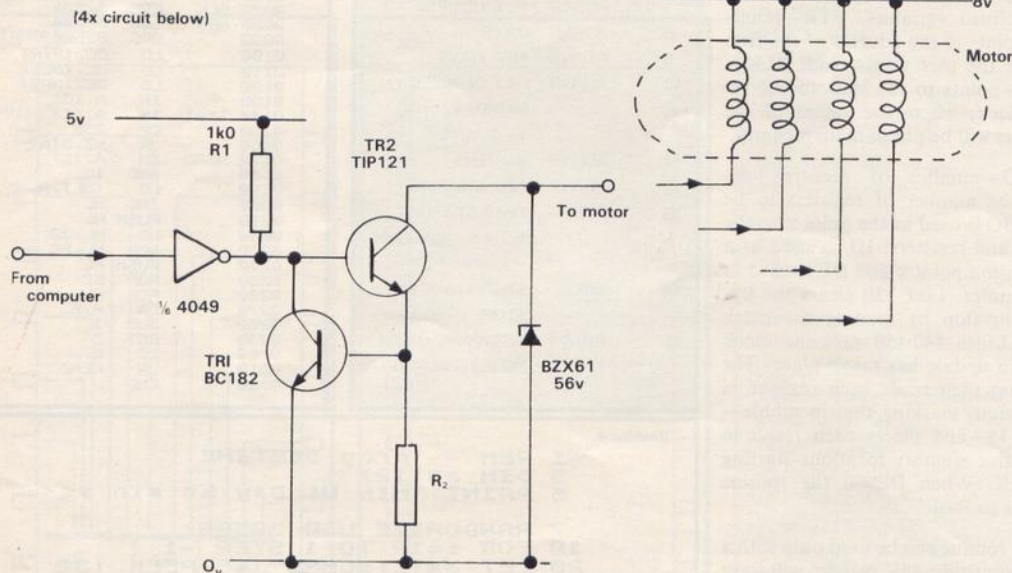 (4x circuit below)
8v
Motor
5v
1k0
R1
TR2
TIP121
To motor
From
computer
⅙ 4049
TR1
BC182
BZX61
56v
R2
0v